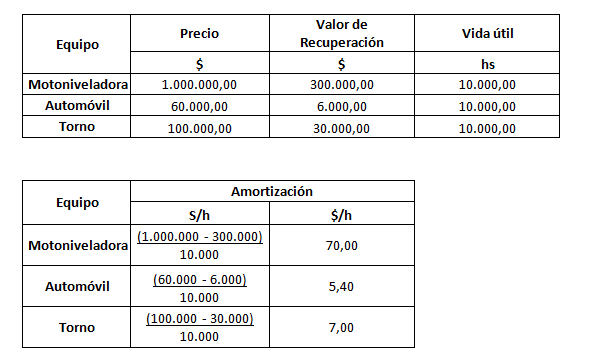 Equipo Precio Valor de Recuperación Vida útil
$ $ hs
Motoniveladora 1.000.000,00 300.000,00 10.000,00
Automóvil 60.000,00 6.000,00 10.000,00
Torno 100.000,00 30.000,00 10.000,00
Equipo Amortización
S/h $/h
Motoniveladora (1.000.000 - 300.000) 70,00
10.000
Automóvil (60.000 - 6.000) 5,40
10.000
Torno (100.000 - 30.000) 7,00
10.000